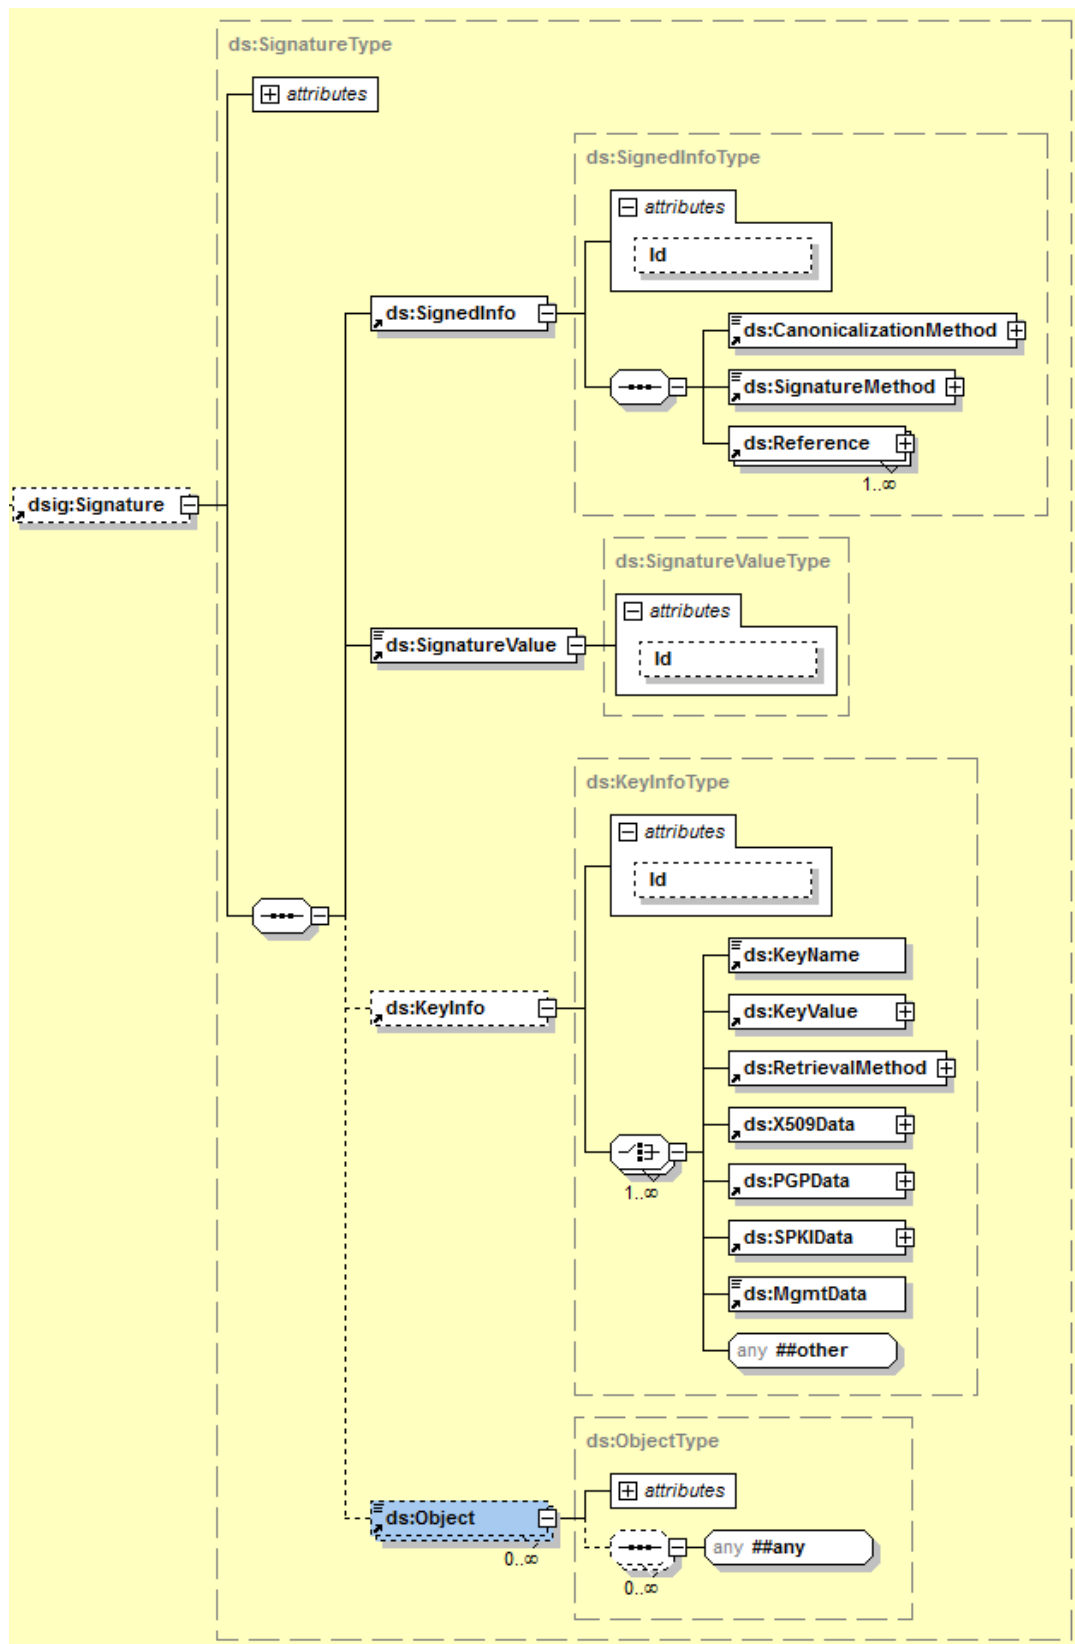 ds:SignatureType
attributes
ds:SignedInfoType
attributes
Id
ds:SignedInfo
ds:CanonicalizationMethod
ds:SignatureMethod
ds:Reference
1..∞
dsig:Signature
ds:SignatureValueType
attributes
ds:SignatureValue
Id
ds:KeyInfoType
attributes
Id
ds:KeyName
ds:KeyInfo
ds:KeyValue
ds:RetrievalMethod
ds:X509Data
ds:PGPData
1..∞
ds:SPKIData
ds:MgmtData
any ##other
ds:ObjectType
attributes
ds:Object
0..∞
any ##any
0..∞